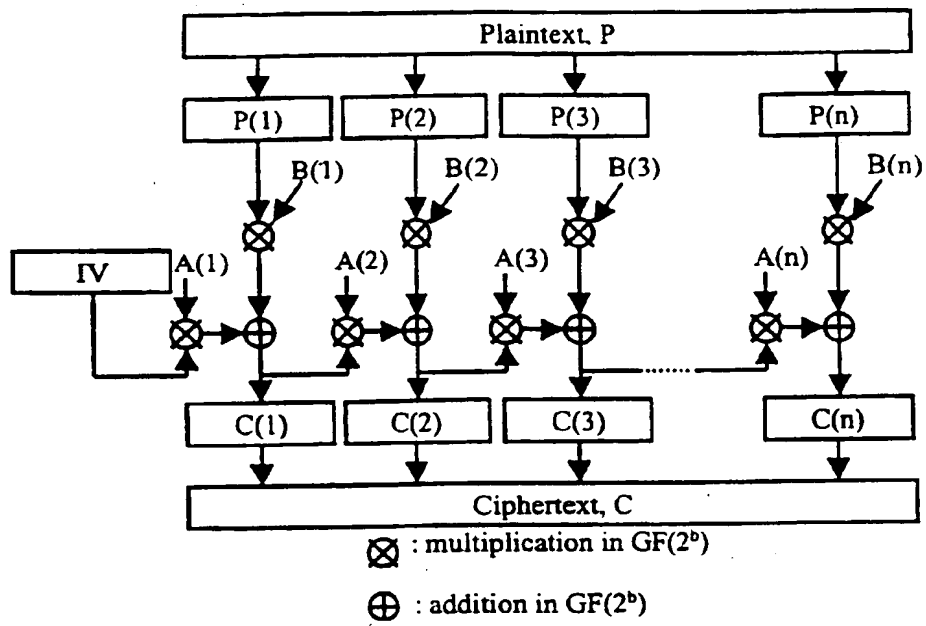 Plaintext, P
P(1) P(2) P(3) P(n)
B(1) B(2) B(3) B(n)
IV A(1) A(2) A(3) A(n)
C(1) C(2) C(3) C(n)
Ciphertext, C
: multiplication in GF(2ᵇ)
: addition in GF(2ᵇ)